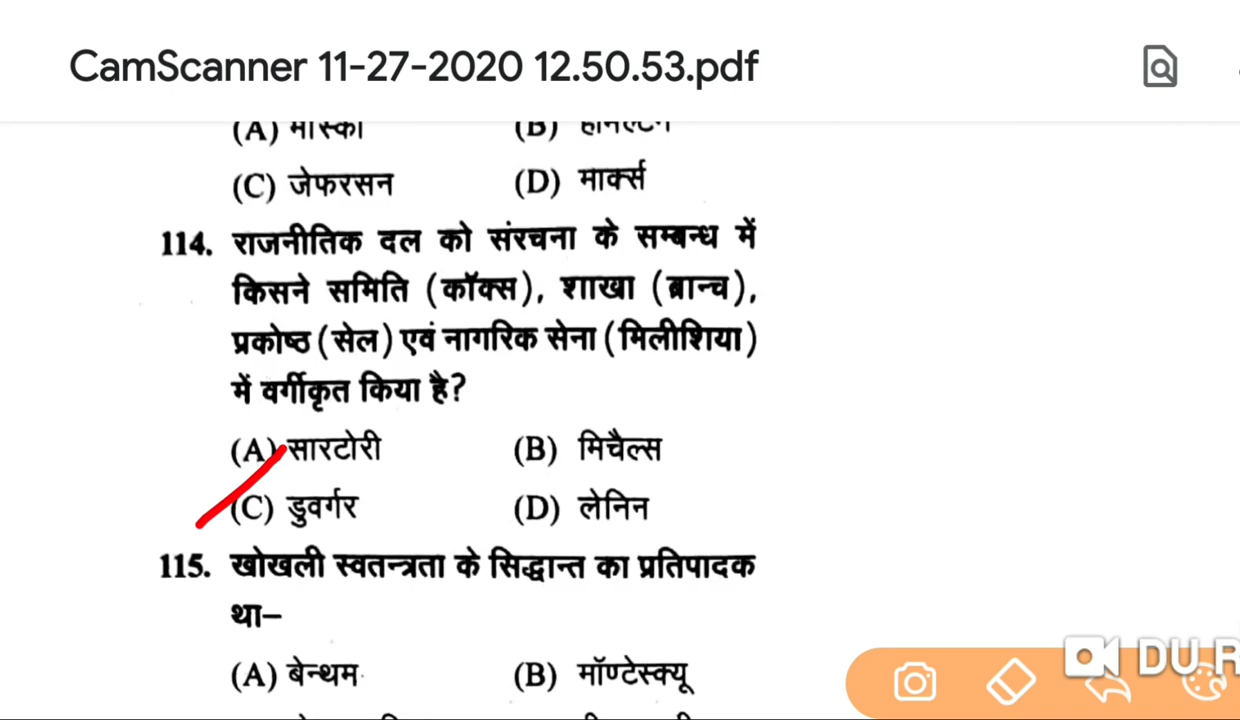 CamScanner 11-27-2020 12.50.53.pdf
(A) मास्का (B)
(C) जेफरसन (D) मार्क्स
114. राजनीतिक दल को संरचना के सम्बन्ध में
किसने समिति (कॉक्स), शाखा (ब्रान्च),
प्रकोष्ठ (सेल) एवं नागरिक सेना (मिलीशिया)
में वर्गीकृत किया है?
(A) सारटोरी (B) मिचैल्स
(C) डुवर्गर (D) लेनिन
115. खोखली स्वतन्त्रता के सिद्धान्त का प्रतिपादक
था–
(A) बेन्थम (B) मॉण्टेस्क्यू
DU R